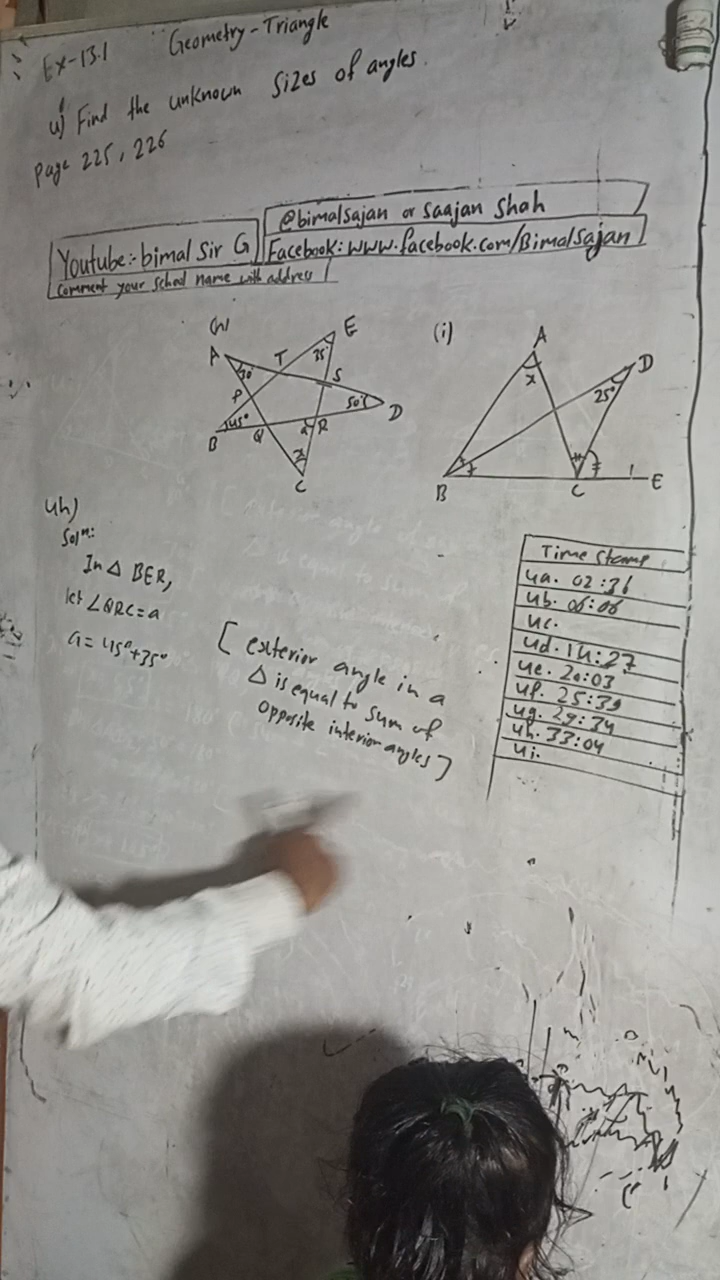 Ex-13.1 Geometry-Triangle
4) Find the unknown sizes of angles.
Page 225, 226
@bimalsajan or Saajan Shah
Youtube:- bimal Sir G
Facebook: www.facebook.com/Bimalsajan
Comment your school name with address
(h)
A
T
E
30°
35°
S
P
50°
D
B
45°
Q
a
R
x
C
(i)
A
x
D
25°
B
C
E
4h)
Solⁿ:
In △ BER,
let ∠QRC=a
a=45°+35°
[exterior angle in a
△ is equal to sum of
opposite interior angles]
Time Stamp
4a. 02:36
4b. 06:06
4c.
4d. 14:27
4e. 20:03
4f. 25:39
4g. 29:34
4h. 33:04
4i.